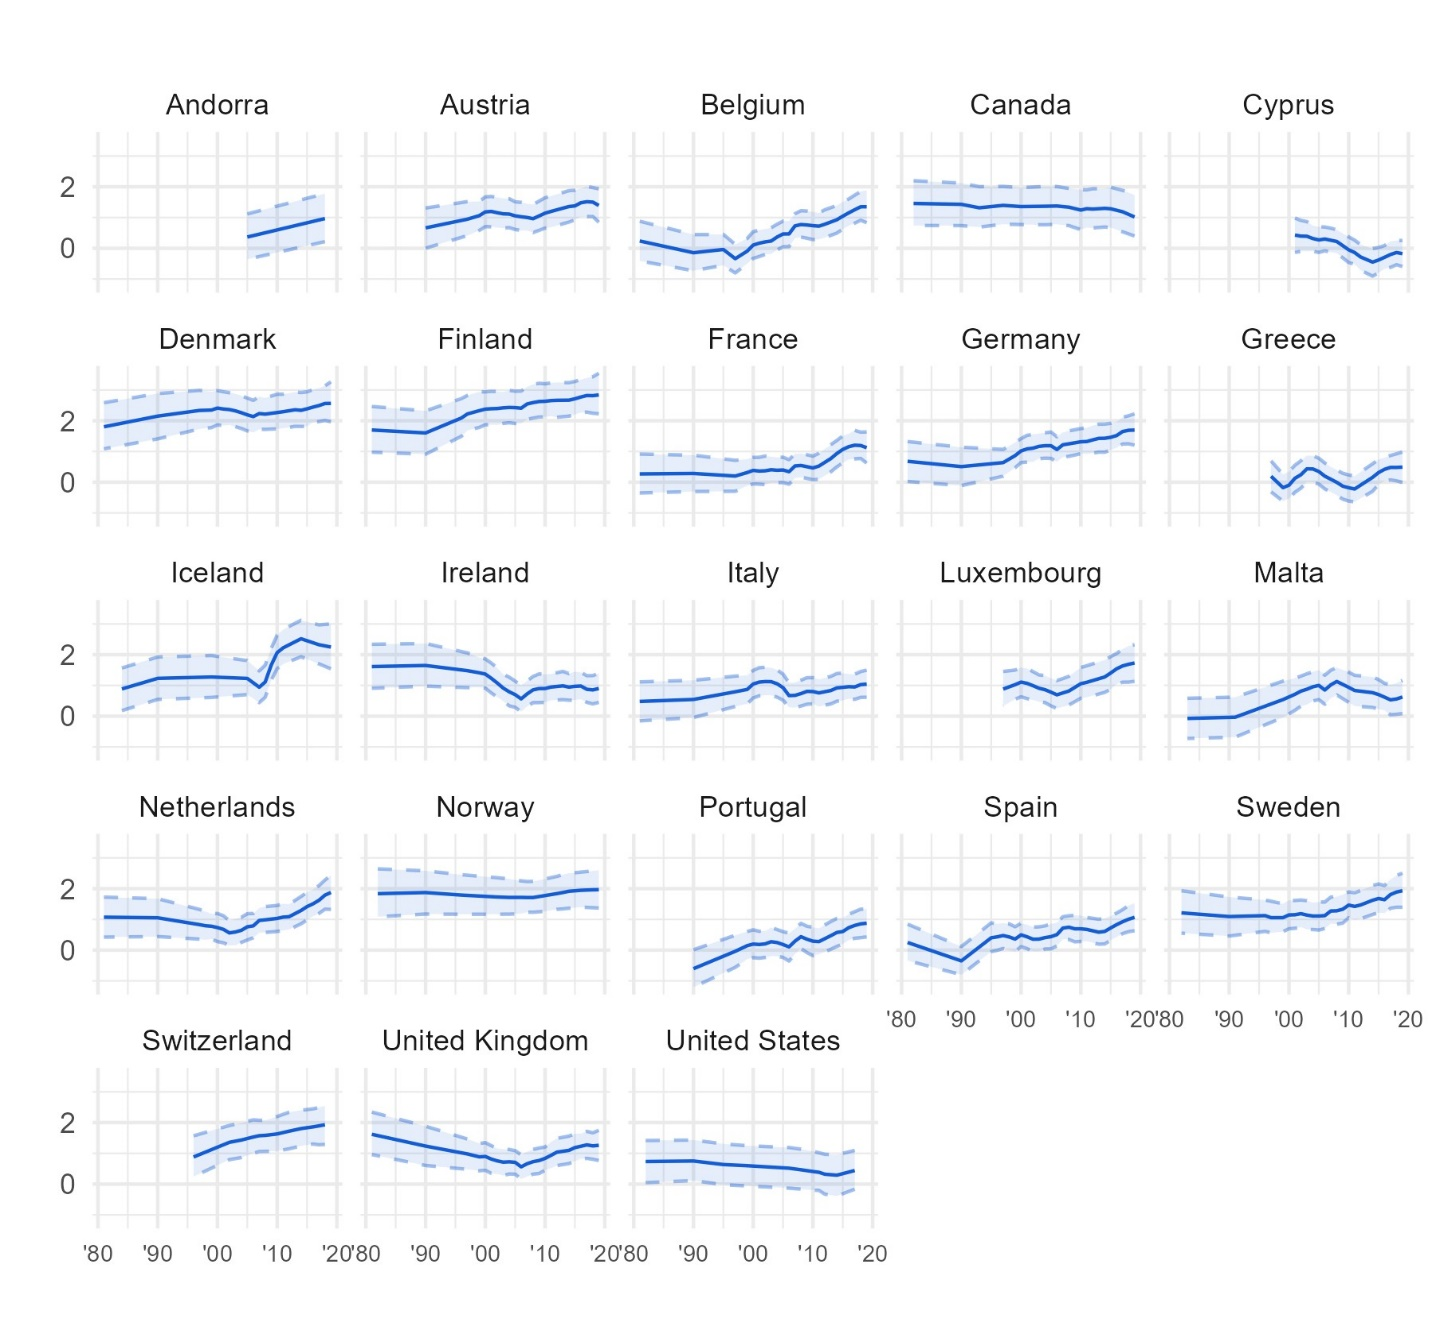 Andorra Austria Belgium Canada Cyprus
2
0
Denmark Finland France Germany Greece
2
0
Iceland Ireland Italy Luxembourg Malta
2
0
Netherlands Norway Portugal Spain Sweden
2
0
'80 '90 '00 '10 '20 '80 '90 '00 '10 '20
Switzerland United Kingdom United States
2
0
'80 '90 '00 '10 '20 '80 '90 '00 '10 '20 '80 '90 '00 '10 '20